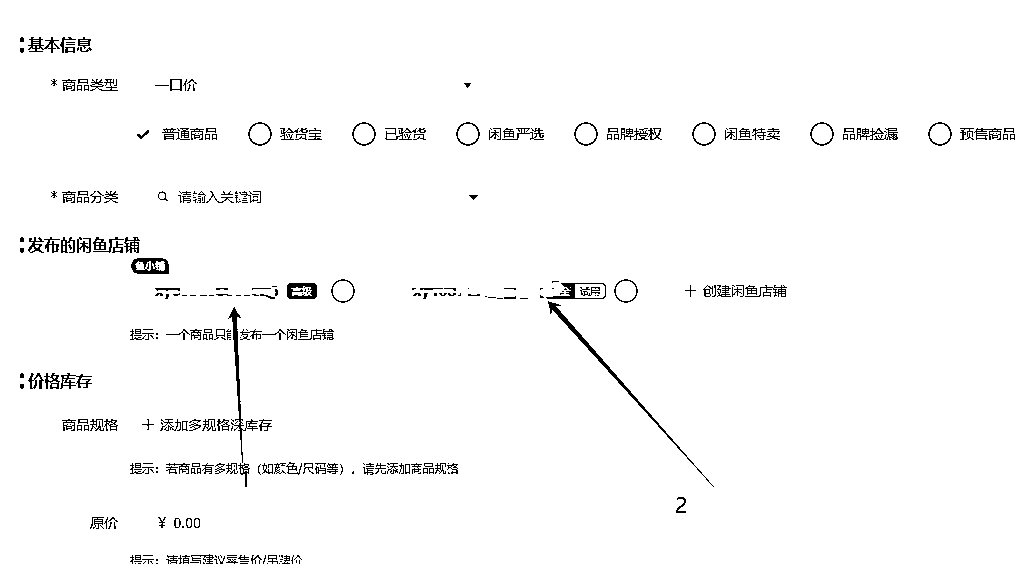 基本信息
* 商品类型 一口价
普通商品 验货宝 已验货 闲鱼严选 品牌授权 闲鱼特卖 品牌捡漏 预售商品
* 商品分类 请输入关键词
发布的闲鱼店铺
鱼小铺
高级 试用 + 创建闲鱼店铺
提示：一个商品只能发布一个闲鱼店铺
价格库存
商品规格 + 添加多规格及库存
提示：若商品有多规格（如颜色/尺码等），请先添加商品规格
2
原价 ¥ 0.00
提示：请填写建议零售价/吊牌价